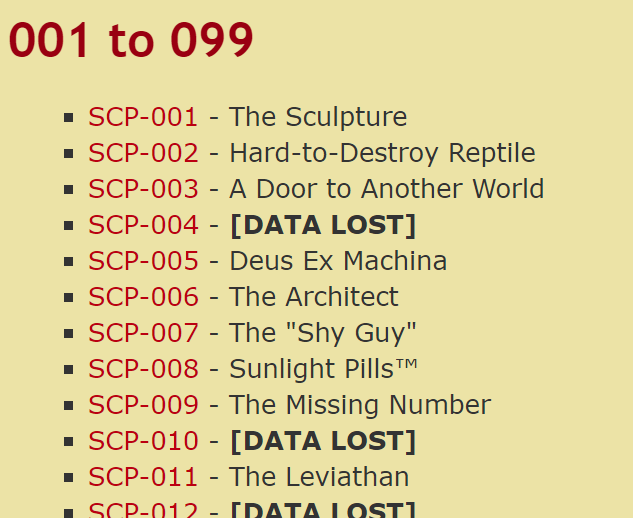 001 to 099
SCP-001 - The Sculpture
SCP-002 - Hard-to-Destroy Reptile
SCP-003 - A Door to Another World
SCP-004 - [DATA LOST]
SCP-005 - Deus Ex Machina
SCP-006 - The Architect
SCP-007 - The "Shy Guy"
SCP-008 - Sunlight Pills™
SCP-009 - The Missing Number
SCP-010 - [DATA LOST]
SCP-011 - The Leviathan
SCP-012 - [DATA LOST]